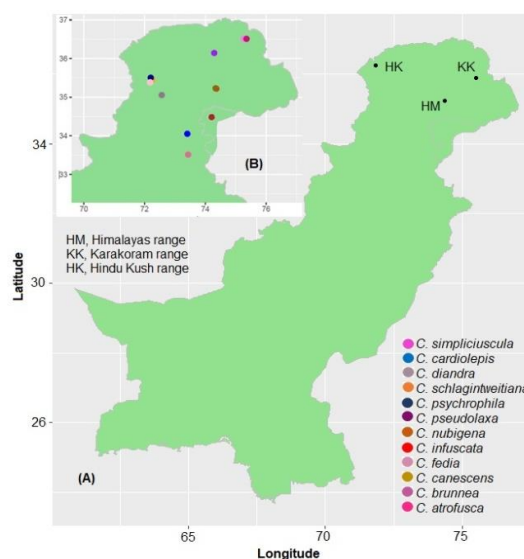 37
36
35
34
β33
70
72
74
76
(B)
HK
KK
HM
34
30
26
Latitude
HM, Himalayas range
KK, Karakoram range
HK, Hindu Kush range
C. simpliciuscula
C. cardiolepis
C. diandra
C. schlagintweitiana
C. psychrophila
C. pseudolaxa
C. nubigena
C. infuscata
C. fedia
C. canescens
C. brunnea
C. atrofusca
(A)
65
70
75
Longitude